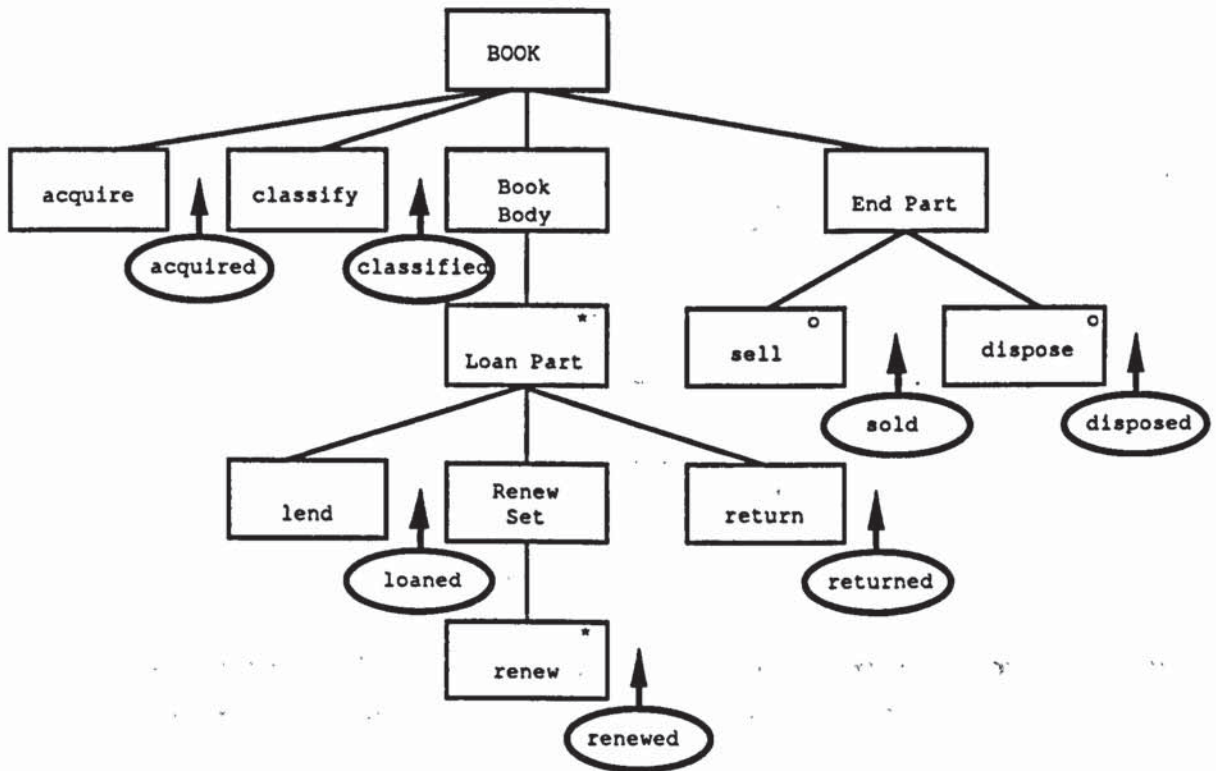 BOOK
acquire
classify
Book
Body
End Part
acquired
classified
*
Loan Part
o
sell
o
dispose
sold
disposed
lend
Renew
Set
return
loaned
returned
*
renew
renewed